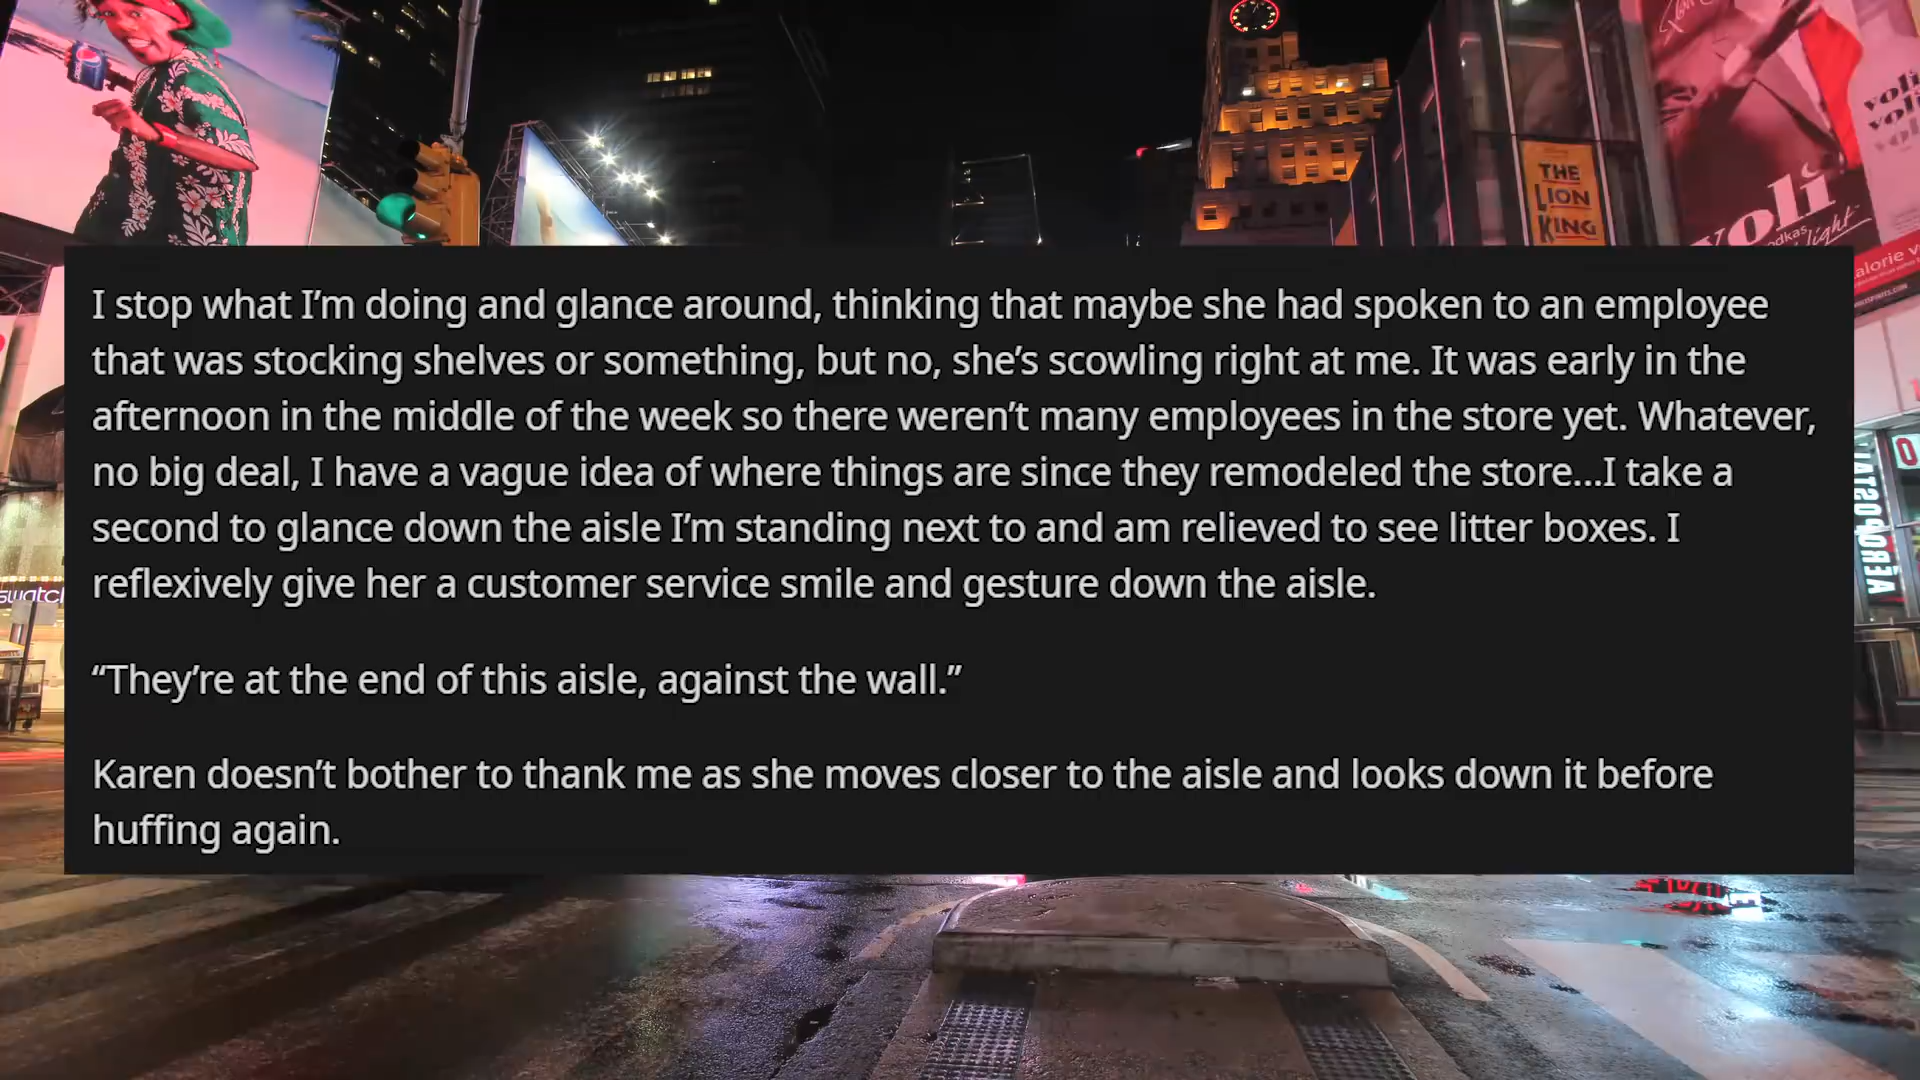 THE
LION
KING
voli
light
voli
swatch
I stop what I’m doing and glance around, thinking that maybe she had spoken to an employee
that was stocking shelves or something, but no, she’s scowling right at me. It was early in the
afternoon in the middle of the week so there weren’t many employees in the store yet. Whatever,
no big deal, I have a vague idea of where things are since they remodeled the store...I take a
second to glance down the aisle I’m standing next to and am relieved to see litter boxes. I
reflexively give her a customer service smile and gesture down the aisle.
“They’re at the end of this aisle, against the wall.”
Karen doesn’t bother to thank me as she moves closer to the aisle and looks down it before
huffing again.